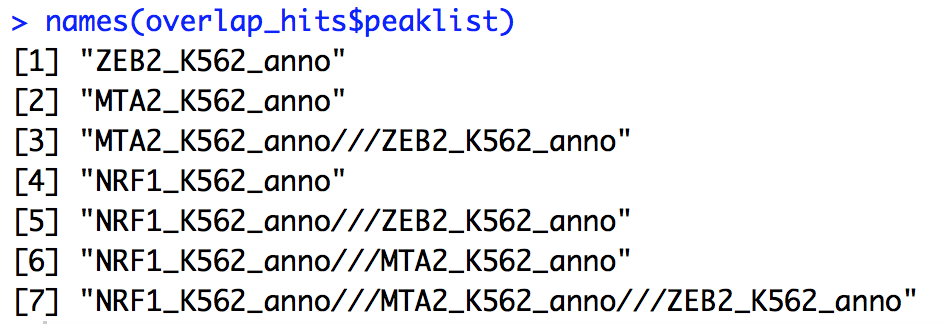 > names(overlap_hits$peaklist)
[1] "ZEB2_K562_anno"
[2] "MTA2_K562_anno"
[3] "MTA2_K562_anno///ZEB2_K562_anno"
[4] "NRF1_K562_anno"
[5] "NRF1_K562_anno///ZEB2_K562_anno"
[6] "NRF1_K562_anno///MTA2_K562_anno"
[7] "NRF1_K562_anno///MTA2_K562_anno///ZEB2_K562_anno"